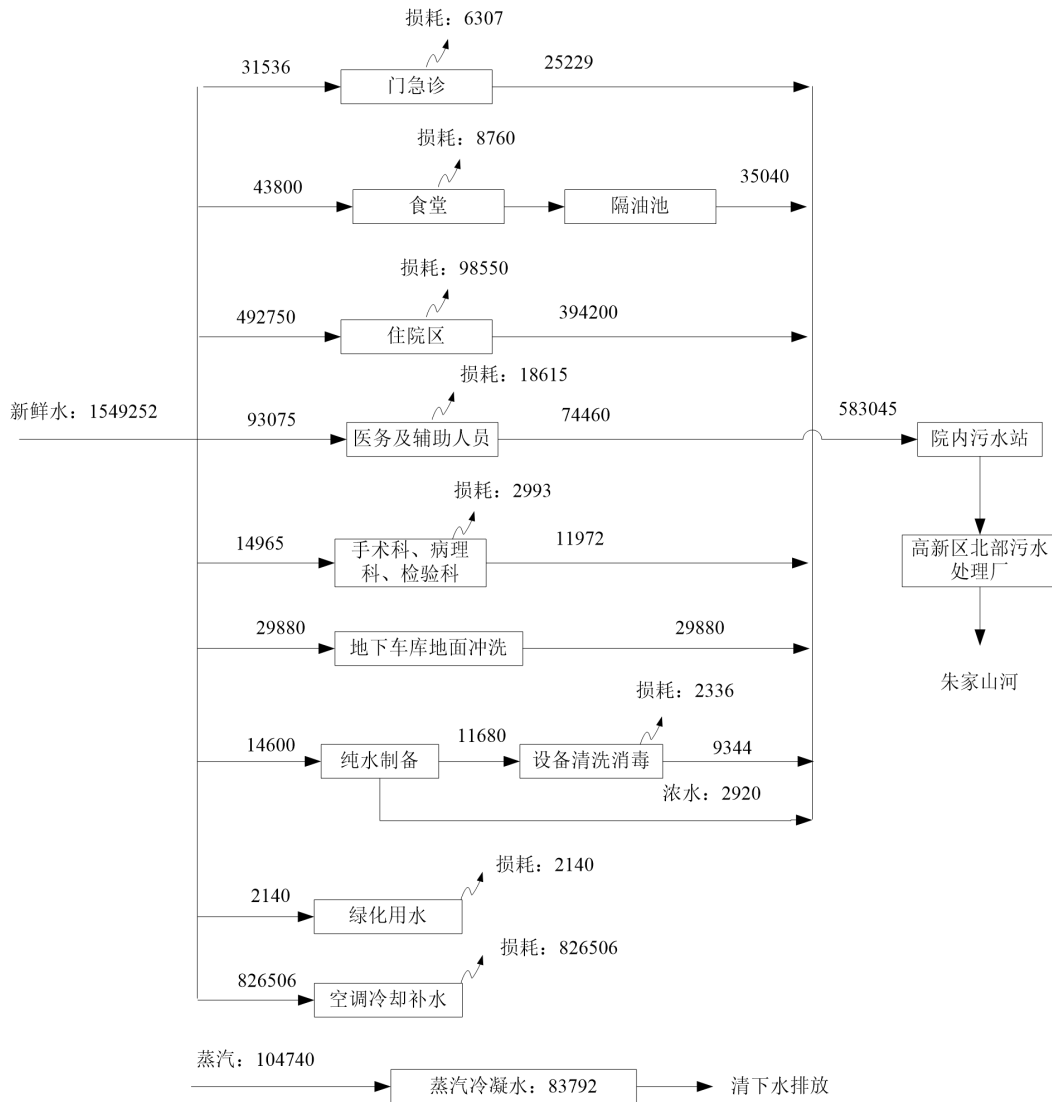 损耗：6307
31536
门急诊
25229
损耗：8760
43800
食堂
隔油池
35040
损耗：98550
492750
住院区
394200
损耗：18615
新鲜水：1549252
93075
医务及辅助人员
74460
583045
院内污水站
损耗：2993
14965
手术科、病理
科、检验科
11972
高新区北部污水
处理厂
29880
地下车库地面冲洗
29880
朱家山河
损耗：2336
14600
纯水制备
11680
设备清洗消毒
9344
浓水：2920
损耗：2140
2140
绿化用水
损耗：826506
826506
空调冷却补水
蒸汽：104740
蒸汽冷凝水：83792
清下水排放